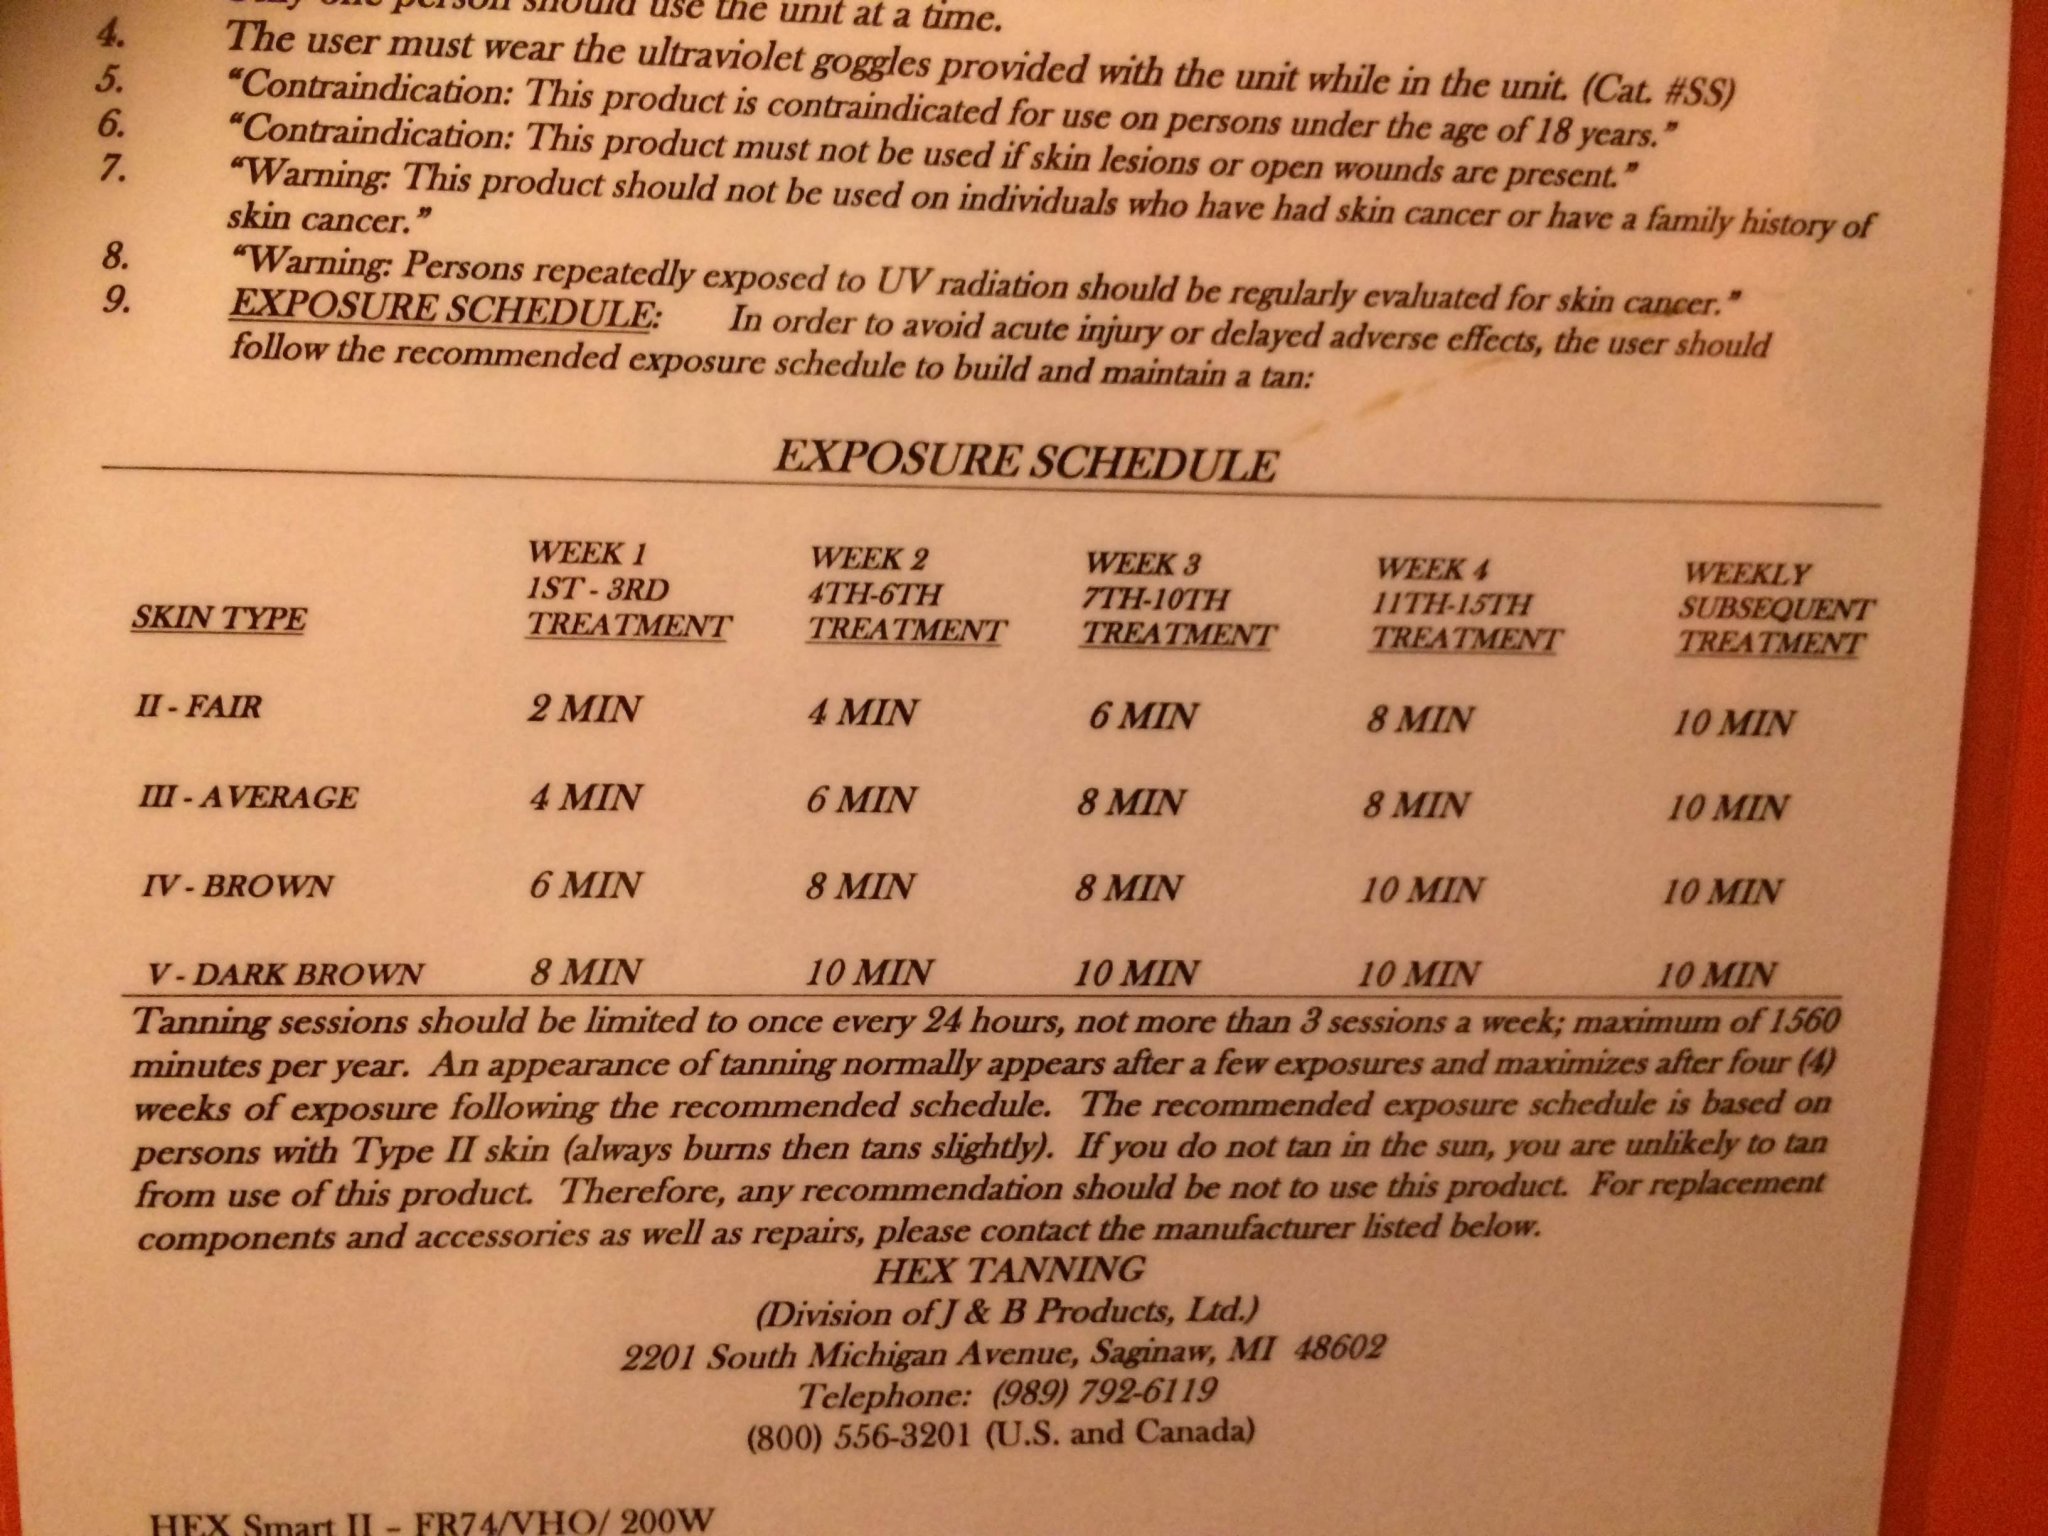 only one person should use the unit at a time.
4. The user must wear the ultraviolet goggles provided with the unit while in the unit. (Cat. #SS)
5. “Contraindication: This product is contraindicated for use on persons under the age of 18 years.”
6. “Contraindication: This product must not be used if skin lesions or open wounds are present.”
7. “Warning: This product should not be used on individuals who have had skin cancer or have a family history of
skin cancer.”
8. “Warning: Persons repeatedly exposed to UV radiation should be regularly evaluated for skin cancer.”
9. EXPOSURE SCHEDULE: In order to avoid acute injury or delayed adverse effects, the user should
follow the recommended exposure schedule to build and maintain a tan:
EXPOSURE SCHEDULE
WEEK 1 WEEK 2 WEEK 3 WEEK 4 WEEKLY
1ST - 3RD 4TH-6TH 7TH-10TH 11TH-15TH SUBSEQUENT
SKIN TYPE TREATMENT TREATMENT TREATMENT TREATMENT TREATMENT
II - FAIR 2 MIN 4 MIN 6 MIN 8 MIN 10 MIN
III - AVERAGE 4 MIN 6 MIN 8 MIN 8 MIN 10 MIN
IV - BROWN 6 MIN 8 MIN 8 MIN 10 MIN 10 MIN
V - DARK BROWN 8 MIN 10 MIN 10 MIN 10 MIN 10 MIN
Tanning sessions should be limited to once every 24 hours, not more than 3 sessions a week; maximum of 1560
minutes per year. An appearance of tanning normally appears after a few exposures and maximizes after four (4)
weeks of exposure following the recommended schedule. The recommended exposure schedule is based on
persons with Type II skin (always burns then tans slightly). If you do not tan in the sun, you are unlikely to tan
from use of this product. Therefore, any recommendation should be not to use this product. For replacement
components and accessories as well as repairs, please contact the manufacturer listed below.
HEX TANNING
(Division of J & B Products, Ltd.)
2201 South Michigan Avenue, Saginaw, MI 48602
Telephone: (989) 792-6119
(800) 556-3201 (U.S. and Canada)
HEX Smart II - FR74/VHO/ 200W